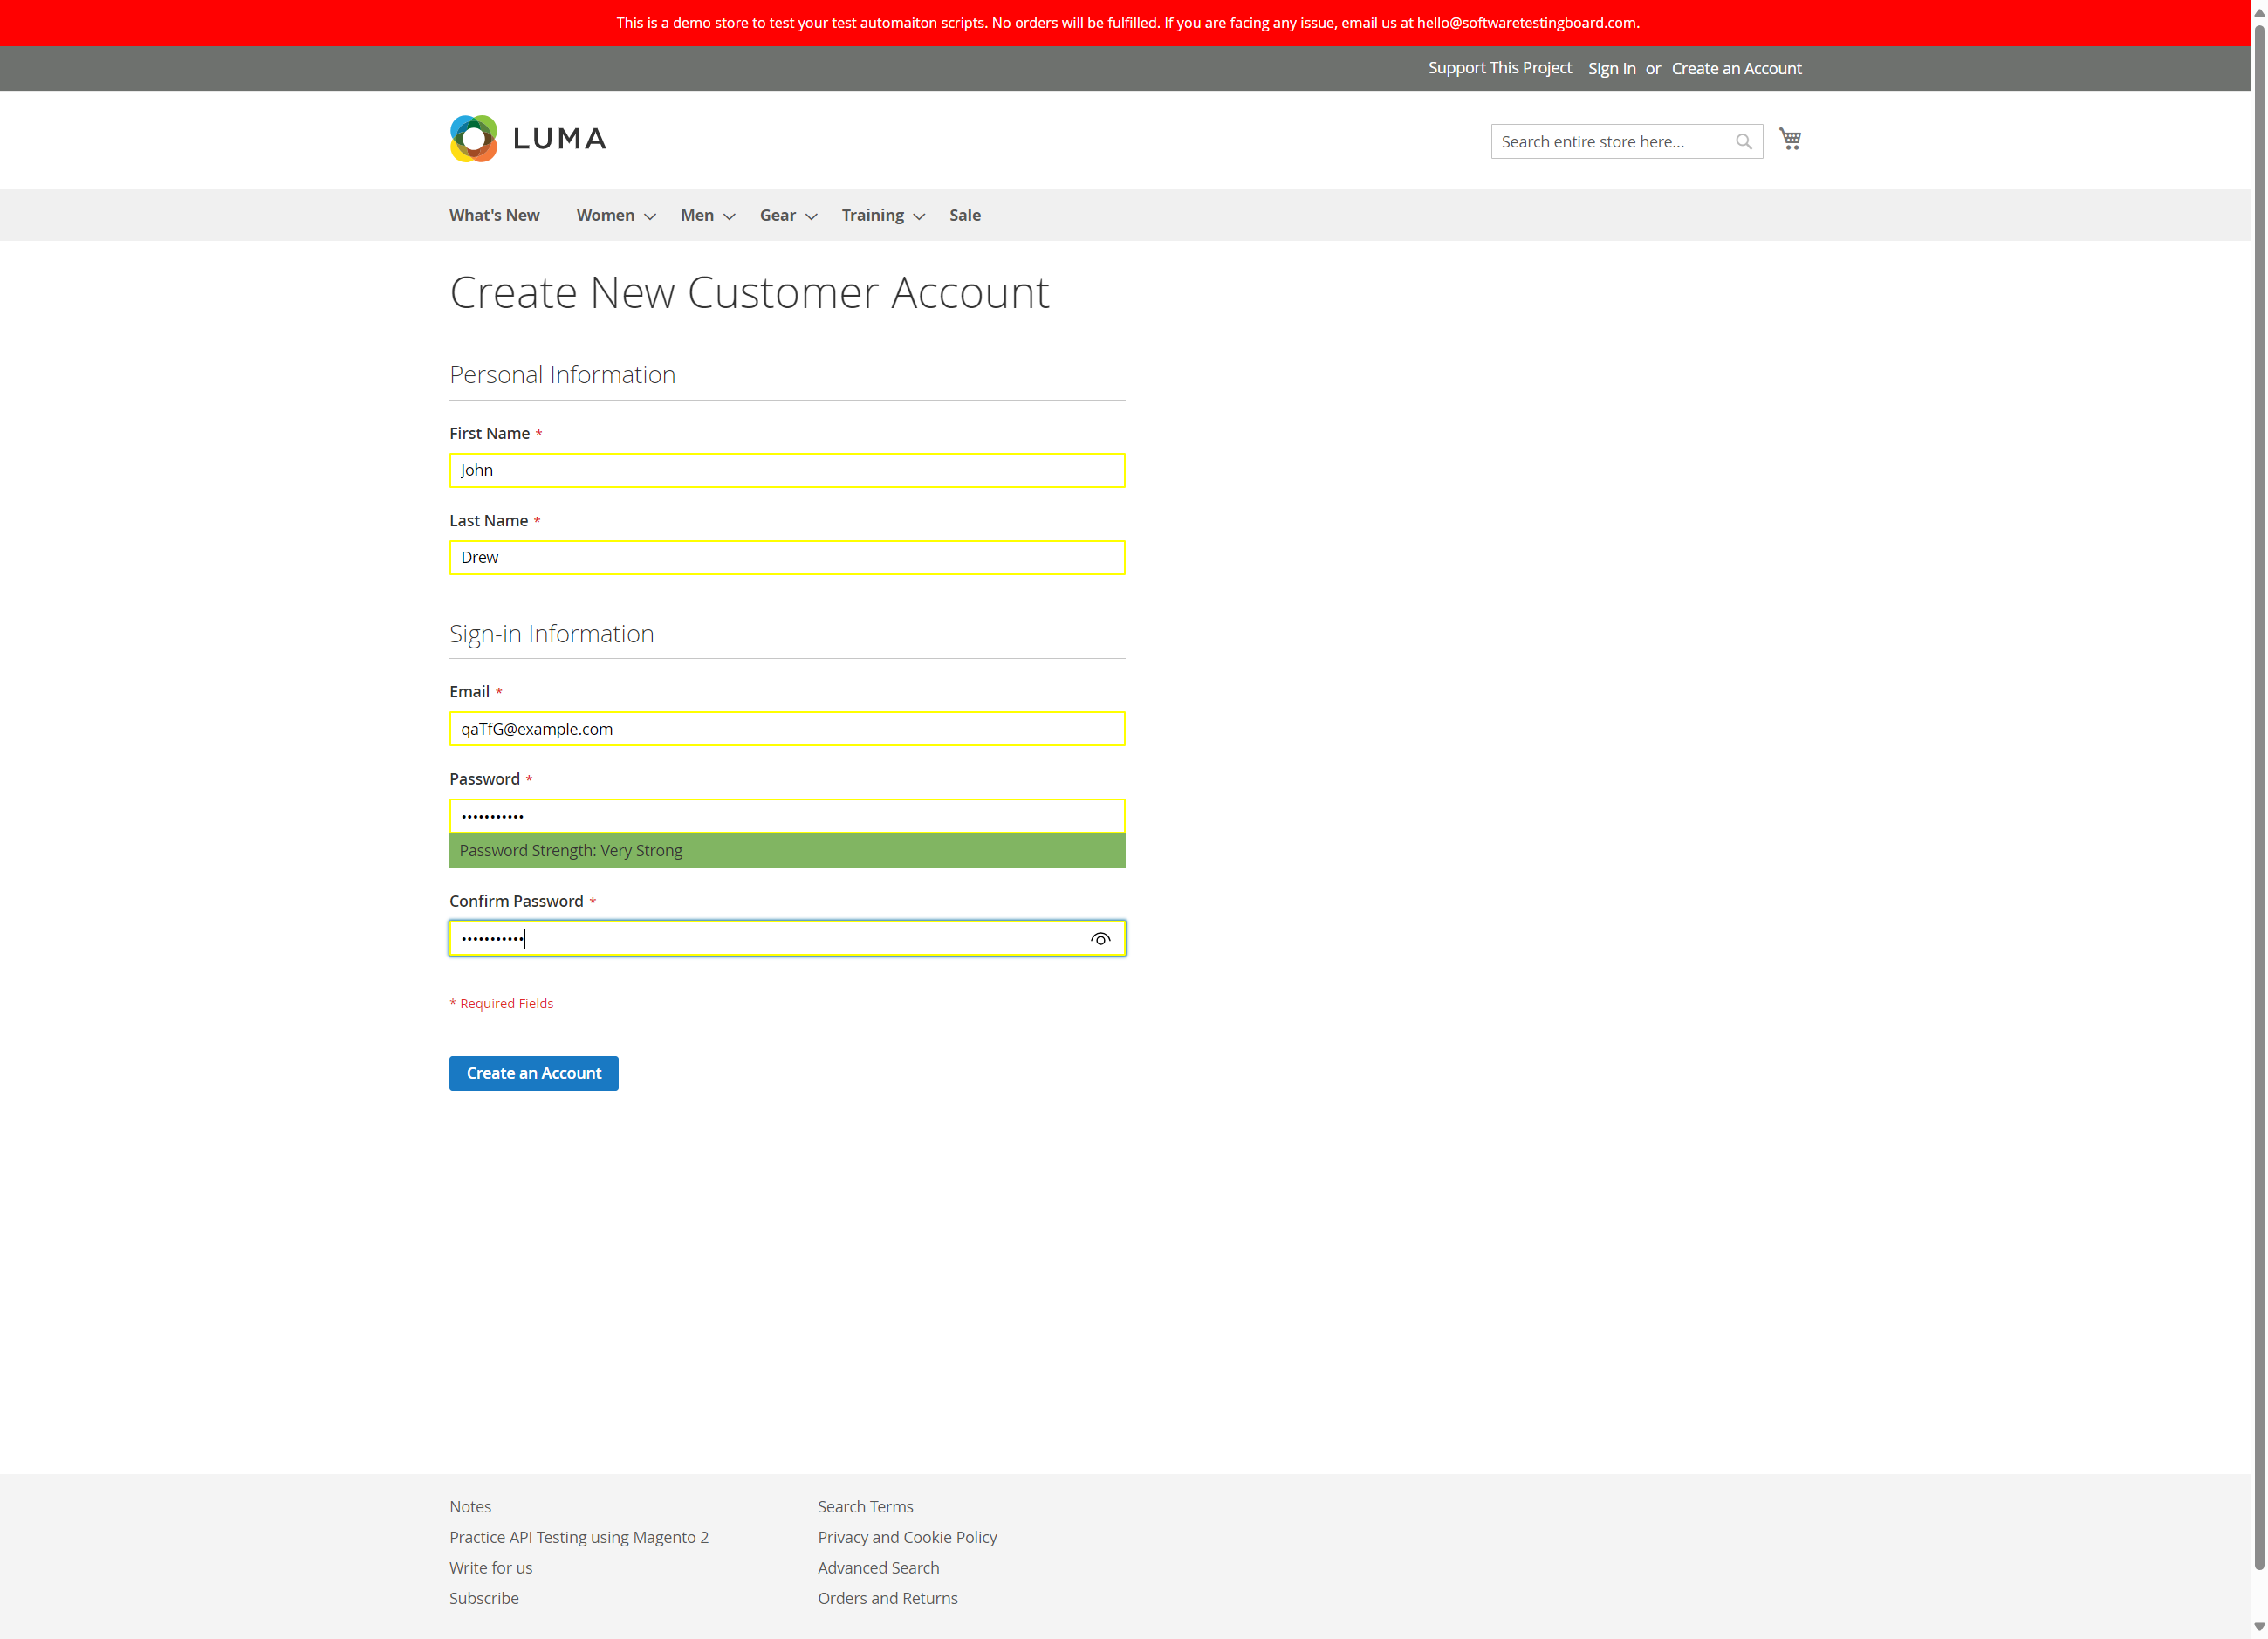 This is a demo store to test your test automaiton scripts. No orders will be fulfilled. If you are facing any issue, email us at hello@softwaretestingboard.com.
Support This Project Sign In or Create an Account
LUMA
Search entire store here...
What's New Women Men Gear Training Sale
Create New Customer Account
Personal Information
First Name *
John
Last Name *
Drew
Sign-in Information
Email *
qaTfG@example.com
Password *
•••••••••••
Password Strength: Very Strong
Confirm Password *
•••••••••••
* Required Fields
Create an Account
Notes
Practice API Testing using Magento 2
Write for us
Subscribe
Search Terms
Privacy and Cookie Policy
Advanced Search
Orders and Returns